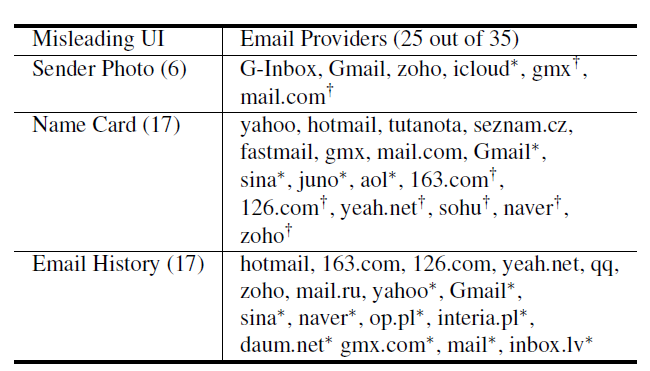 Misleading UI Email Providers (25 out of 35)
Sender Photo (6) G-Inbox, Gmail, zoho, icloud*, gmx†,
mail.com†
Name Card (17) yahoo, hotmail, tutanota, seznam.cz,
fastmail, gmx, mail.com, Gmail*,
sina*, juno*, aol*, 163.com†,
126.com†, yeah.net†, sohu†, naver†,
zoho†
Email History (17) hotmail, 163.com, 126.com, yeah.net, qq,
zoho, mail.ru, yahoo*, Gmail*,
sina*, naver*, op.pl*, interia.pl*,
daum.net* gmx.com*, mail*, inbox.lv*